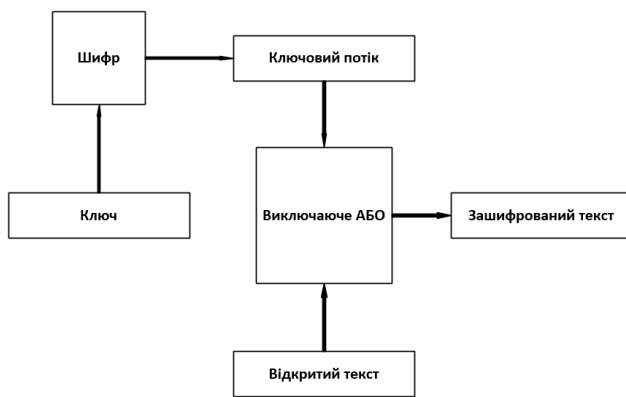 Шифр
Ключовий потік
Ключ
Виключаюче АБО
Зашифрований текст
Відкритий текст